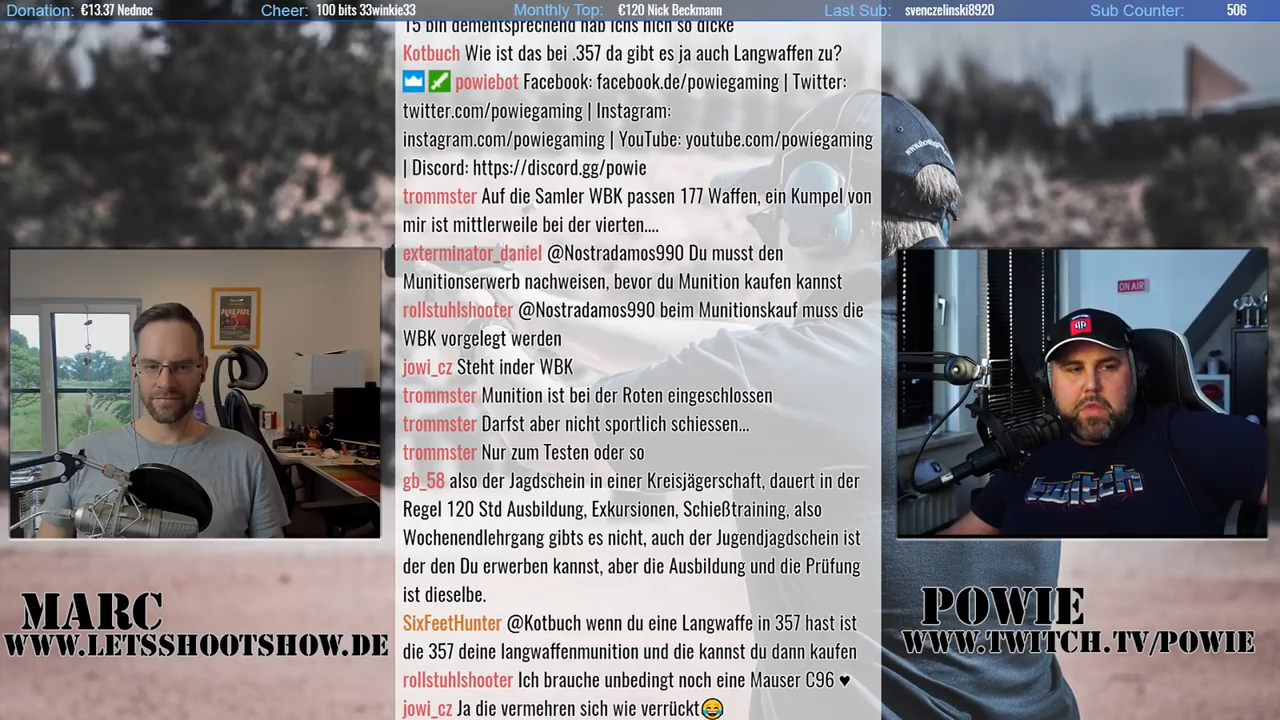 Donation: €13.37 Nednoc Cheer: 100 bits 33winkie33 Monthly Top: €120 Nick Beckmann Last Sub: svenczelinski8920 Sub Counter: 506
15 bin dementsprechend hab ichs nich so dicke
Kotbuch Wie ist das bei .357 da gibt es ja auch Langwaffen zu?
powiebot Facebook: facebook.de/powiegaming | Twitter:
twitter.com/powiegaming | Instagram:
instagram.com/powiegaming | YouTube: youtube.com/powiegaming
| Discord: https://discord.gg/powie
trommster Auf die Samler WBK passen 177 Waffen, ein Kumpel von
mir ist mittlerweile bei der vierten....
exterminator_daniel @Nostradamos990 Du musst den
Munitionserwerb nachweisen, bevor du Munition kaufen kannst
rollstuhlshooter @Nostradamos990 beim Munitionskauf muss die
WBK vorgelegt werden
jowi_cz Steht inder WBK
trommster Munition ist bei der Roten eingeschlossen
trommster Darfst aber nicht sportlich schiessen...
trommster Nur zum Testen oder so
gb_58 also der Jagdschein in einer Kreisjägerschaft, dauert in der
Regel 120 Std Ausbildung, Exkursionen, Schießtraining, also
Wochenendlehrgang gibts es nicht, auch der Jugendjagdschein ist
der den Du erwerben kannst, aber die Ausbildung und die Prüfung
ist dieselbe.
SixFeetHunter @Kotbuch wenn du eine Langwaffe in 357 hast ist
die 357 deine langwaffenmunition und die kannst du dann kaufen
rollstuhlshooter Ich brauche unbedingt noch eine Mauser C96 ♥
jowi_cz Ja die vermehren sich wie verrückt😂
MARC
WWW.LETSSHOOTSHOW.DE
ON AIR
twitch
POWIE
WWW.TWITCH.TV/POWIE